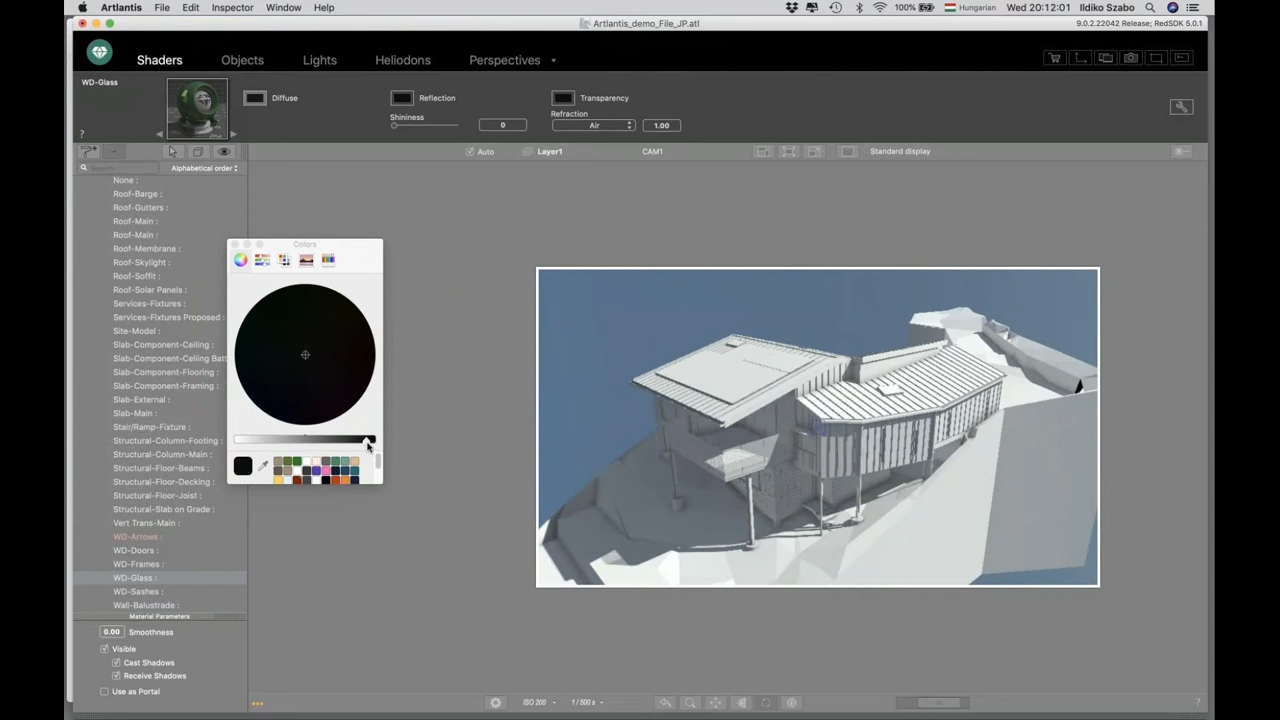 Artlantis File Edit Inspector Window Help
100% Hungarian Tue 20:12:01 Ildiko Szabo
Artlantis_demo_File_JP.atl
9.0.2.22042 Release; RedSDK 5.0.1
Shaders Objects Lights Heliodons Perspectives
WD-Glass
?
Diffuse
Reflection
Shininess
0
Transparency
Refraction
Air
1.00
Auto
Layer1
CAM1
Standard display
Search
Alphabetical order
None :
Roof-Barge :
Roof-Gutters :
Roof-Main :
Roof-Main :
Roof-Membrane :
Roof-Skylight :
Roof-Soffit :
Roof-Solar Panels :
Services-Fixtures :
Services-Fixtures Proposed :
Site-Model :
Slab-Component-Ceiling :
Slab-Component-Ceiling Batt
Slab-Component-Flooring :
Slab-Component-Framing :
Slab-External :
Slab-Main :
Stair/Ramp-Fixture :
Structural-Column-Footing :
Structural-Column-Main :
Structural-Floor-Beams :
Structural-Floor-Decking :
Structural-Floor-Joist :
Structural-Slab on Grade :
Vert Trans-Main :
WD-Arrows :
WD-Doors :
WD-Frames :
WD-Glass :
WD-Sashes :
Wall-Balustrade :
Colors
Material Parameters
0.00 Smoothness
Visible
Cast Shadows
Receive Shadows
Use as Portal
ISO 200
1 / 500 s
?